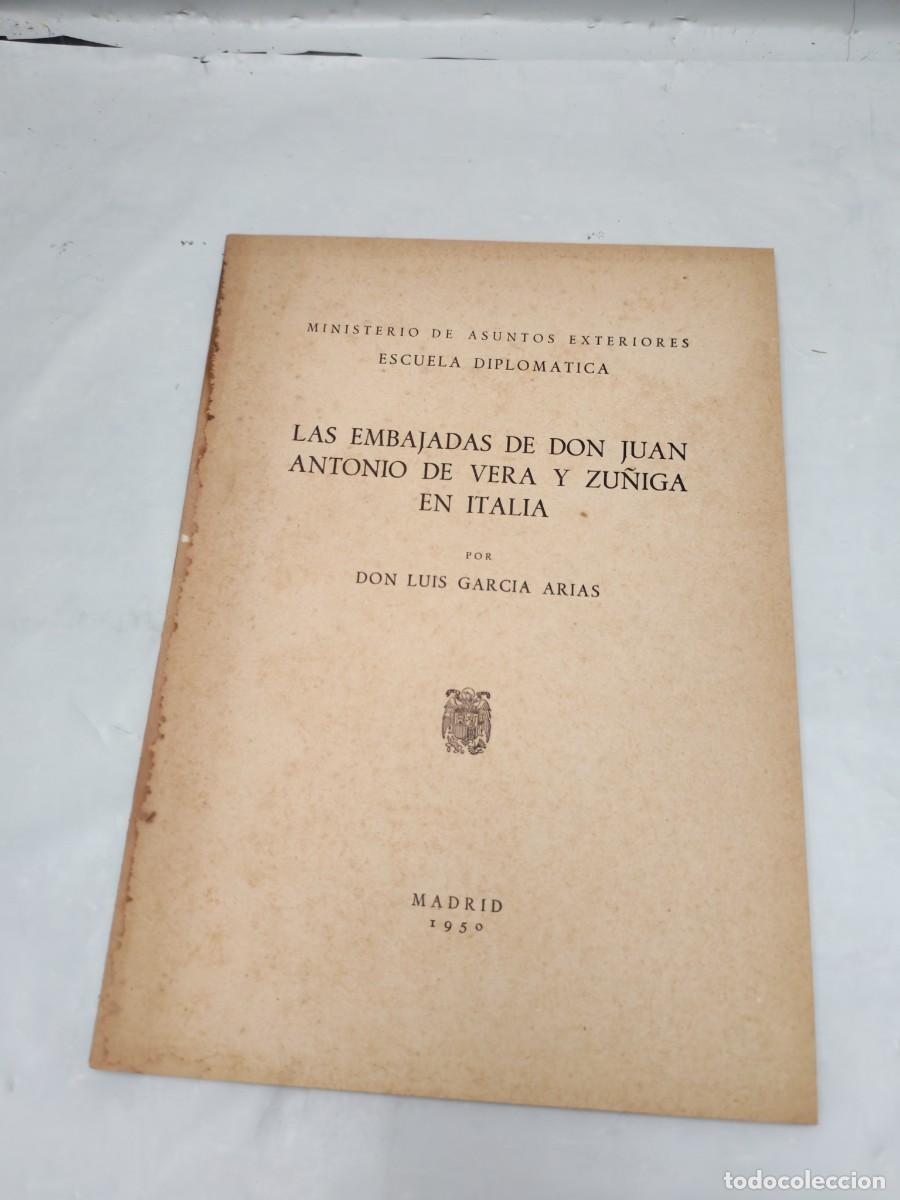 MINISTERIO DE ASUNTOS EXTERIORES
ESCUELA DIPLOMATICA
LAS EMBAJADAS DE DON JUAN
ANTONIO DE VERA Y ZUÑIGA
EN ITALIA
POR
DON LUIS GARCIA ARIAS
MADRID
1950
todocoleccion